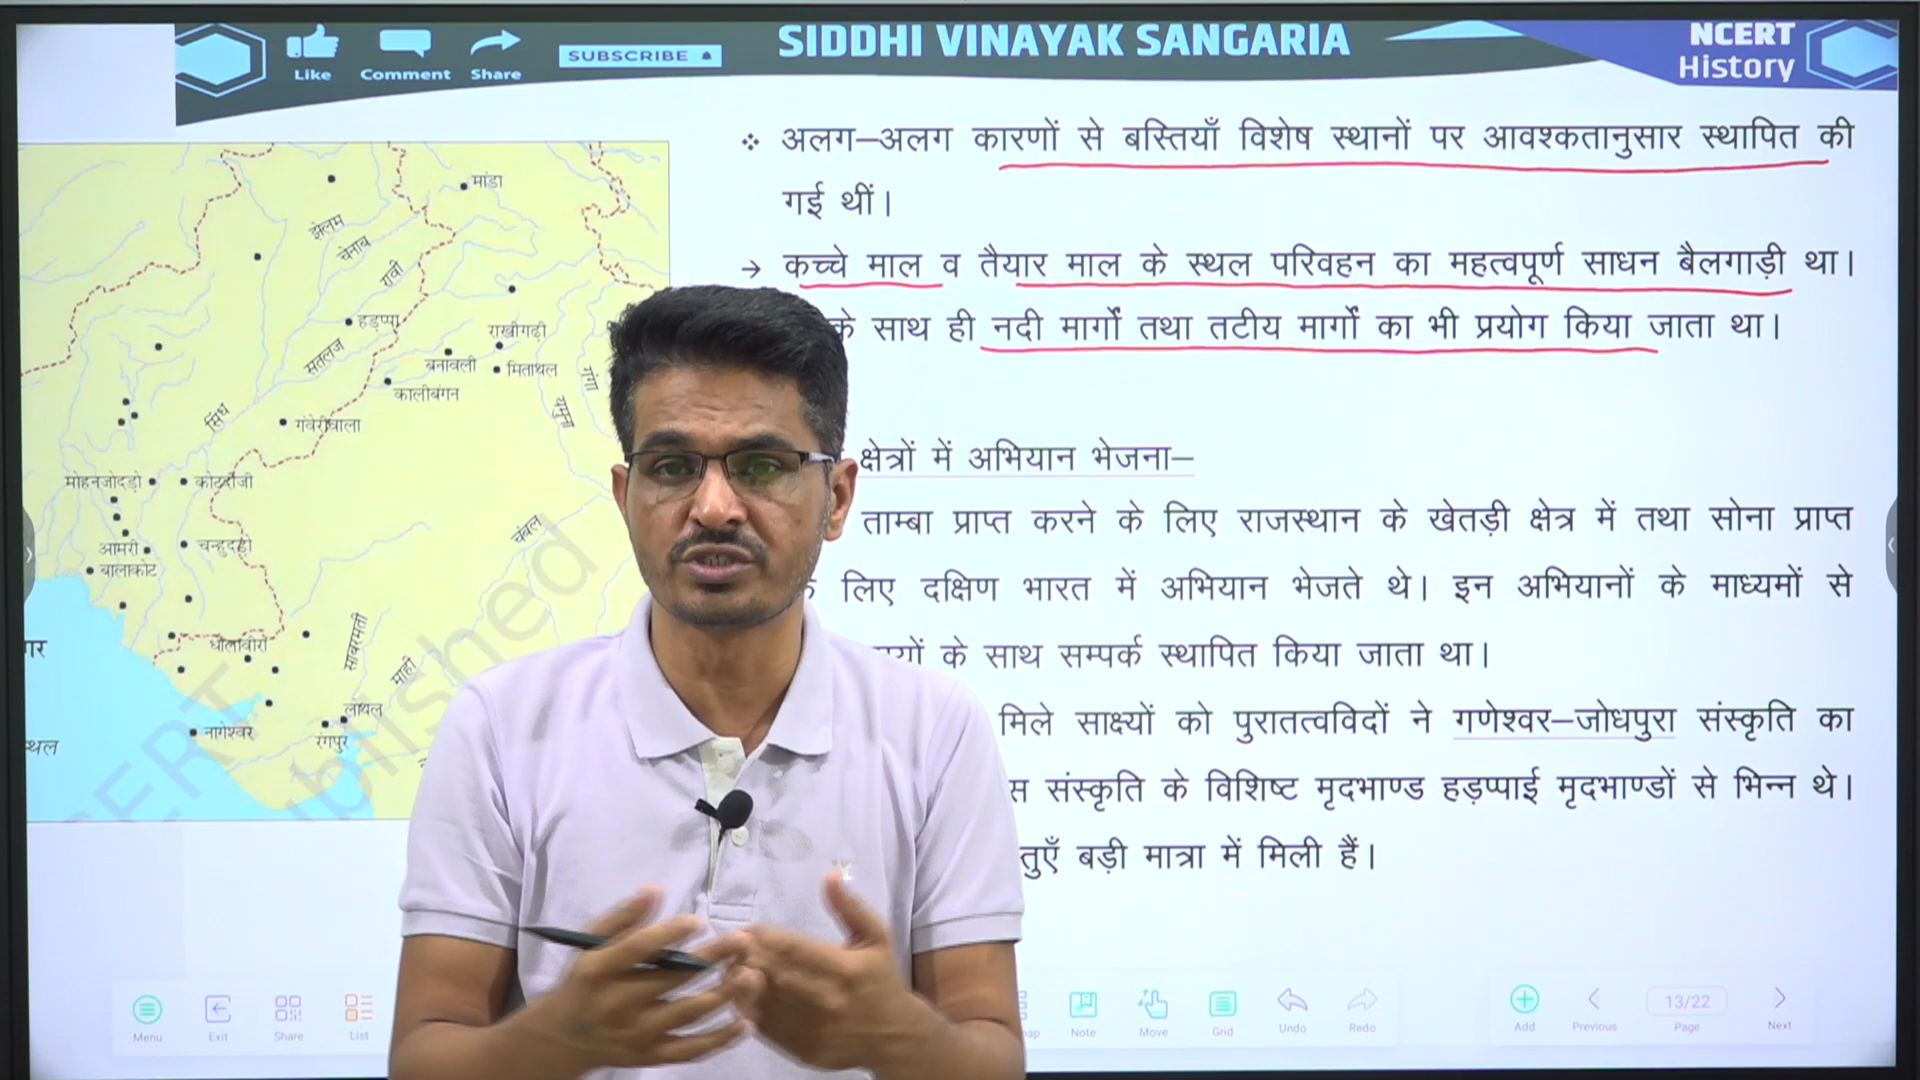 SIDDHI VINAYAK SANGARIA
NCERT
History
Like
Comment
Share
SUBSCRIBE
❖ अलग–अलग कारणों से बस्तियाँ विशेष स्थानों पर आवश्कतानुसार स्थापित की
गई थीं।
→ कच्चे माल व तैयार माल के स्थल परिवहन का महत्वपूर्ण साधन बैलगाड़ी था।
के साथ ही नदी मार्गों तथा तटीय मार्गों का भी प्रयोग किया जाता था।
क्षेत्रों में अभियान भेजना–
ताम्बा प्राप्त करने के लिए राजस्थान के खेतड़ी क्षेत्र में तथा सोना प्राप्त
लिए दक्षिण भारत में अभियान भेजते थे। इन अभियानों के माध्यमों से
के साथ सम्पर्क स्थापित किया जाता था।
मिले साक्ष्यों को पुरातत्वविदों ने गणेश्वर–जोधपुरा संस्कृति का
संस्कृति के विशिष्ट मृदभाण्ड हड़प्पाई मृदभाण्डों से भिन्न थे।
बड़ी मात्रा में मिली हैं।
मांडा
झेलम
चेनाब
रावी
हड़प्पा
राखीगढ़ी
सतलज
बनावली
मिताथल
गंगा
कालीबंगन
यमुना
सिंध
गंवेरीवाला
मोहनजोदड़ो
कोटदीजी
चंबल
आमरी
चन्हुदड़ो
बालाकोट
धौलावीरा
साबरमती
माही
लोथल
नागेश्वर
रंगपुर
Menu
Exit
Share
List
Note
Move
Grid
Undo
Redo
Add
Previous
13/22
Page
Next